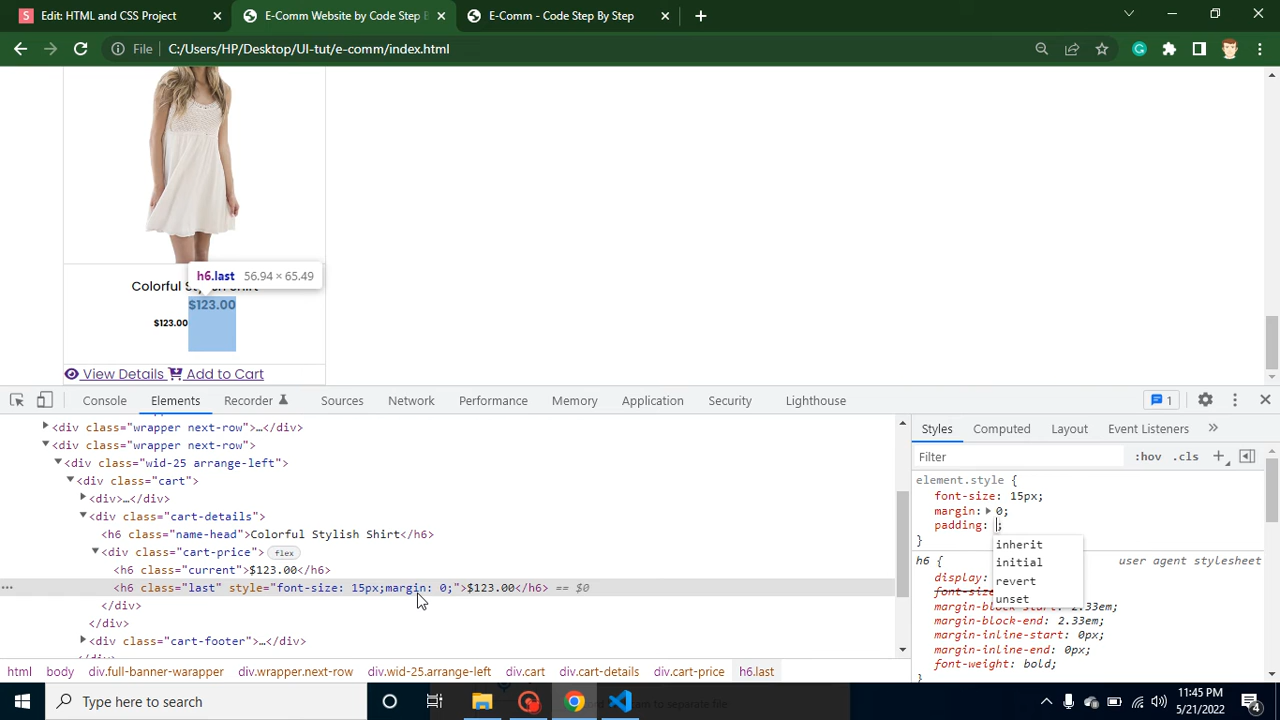 Edit: HTML and CSS Project
E-Comm Website by Code Step B
E-Comm - Code Step By Step
File
C:/Users/HP/Desktop/UI-tut/e-comm/index.html
h6.last 56.94 × 65.49
$123.00
$123.00
View Details Add to Cart
Console Elements Recorder Sources Network Performance Memory Application Security Lighthouse 1
<div class="wrapper next-row">…</div>
<div class="wrapper next-row">
<div class="wid-25 arrange-left">
<div class="cart">
<div>…</div>
<div class="cart-details">
<h6 class="name-head">Colorful Stylish Shirt</h6>
<div class="cart-price"> flex
<h6 class="current">$123.00</h6>
<h6 class="last" style="font-size: 15px;margin: 0;">$123.00</h6> == $0
</div>
</div>
<div class="cart-footer">…</div>
html body div.full-banner-warapper div.wrapper.next-row div.wid-25.arrange-left div.cart div.cart-details div.cart-price h6.last
Styles Computed Layout Event Listeners
Filter :hov .cls
element.style {
font-size: 15px;
margin: 0;
padding: ;
}
inherit
initial
revert
unset
h6 { user agent stylesheet
display:
margin-block-end: 2.33em;
margin-inline-start: 0px;
margin-inline-end: 0px;
font-weight: bold;
}
Type here to search
11:45 PM
5/21/2022
4